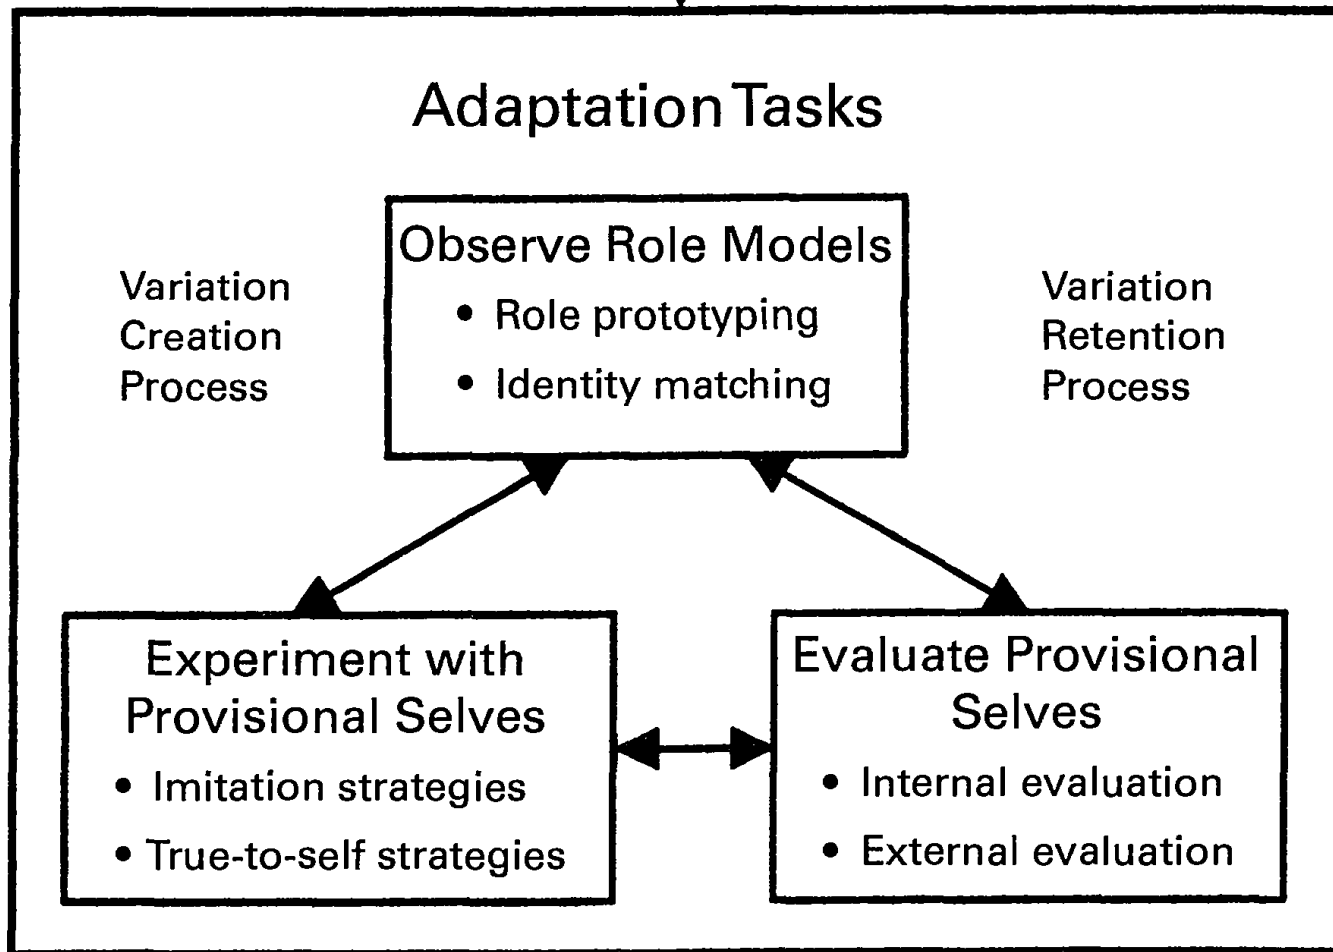 Adaptation Tasks
Observe Role Models
• Role prototyping
• Identity matching
Variation
Creation
Process
Variation
Retention
Process
Experiment with
Provisional Selves
• Imitation strategies
• True-to-self strategies
Evaluate Provisional
Selves
• Internal evaluation
• External evaluation